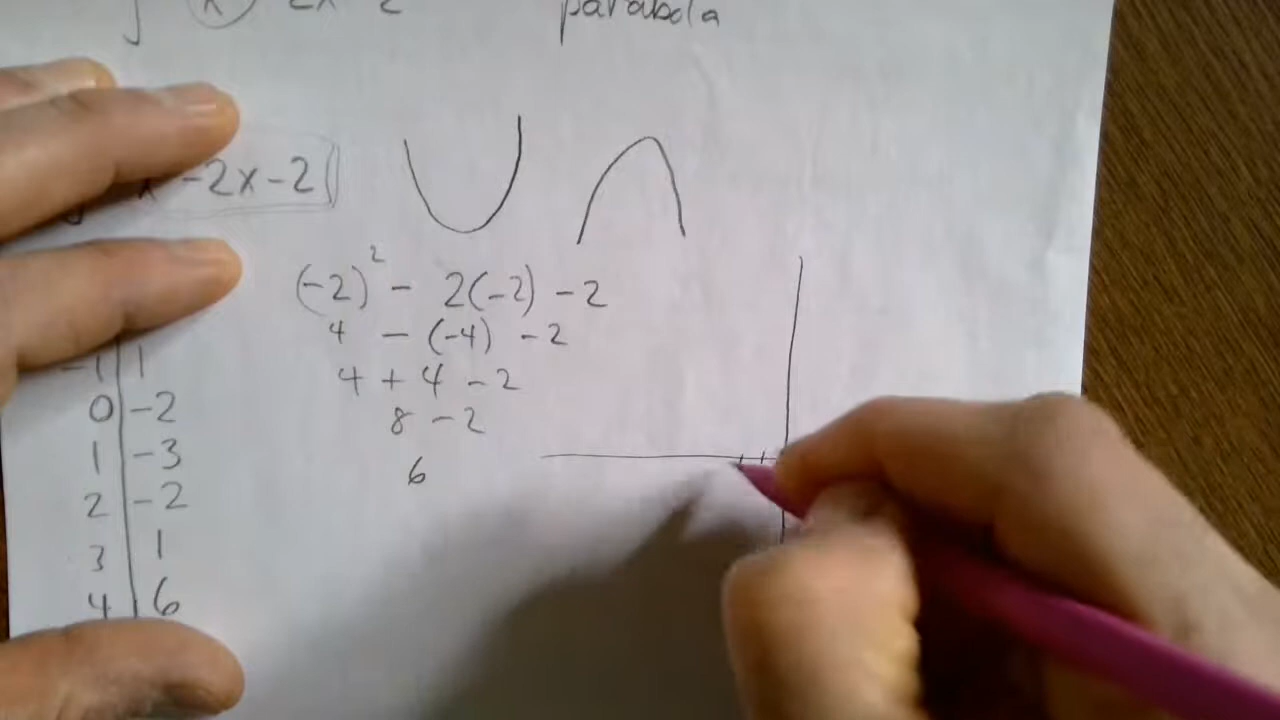 parabola
-2x-2
(-2)² - 2(-2) - 2
4 - (-4) - 2
4 + 4 - 2
8 - 2
6
-1 | 1
0 | -2
1 | -3
2 | -2
3 | 1
4 | 6